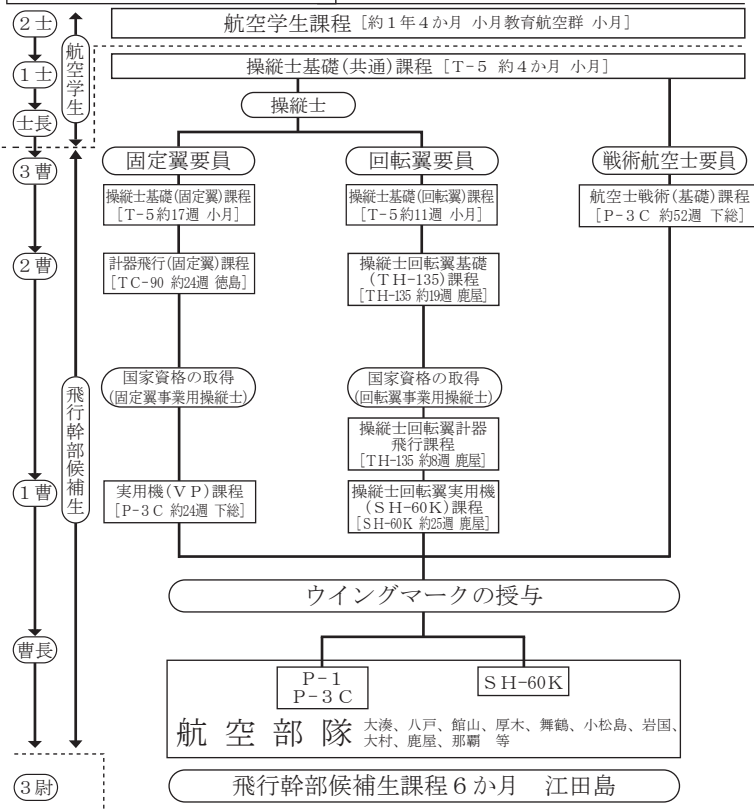 2士
航空学生課程 [約1年4か月 小月教育航空群 小月]
航空学生
1士
操縦士基礎(共通)課程 [T-5 約4か月 小月]
士長
操縦士
3曹
固定翼要員
回転翼要員
戦術航空士要員
操縦士基礎(固定翼)課程
[T-5約17週 小月]
操縦士基礎(回転翼)課程
[T-5約11週 小月]
航空士戦術(基礎)課程
[P-3C 約52週 下総]
2曹
計器飛行(固定翼)課程
[TC-90 約24週 徳島]
操縦士回転翼基礎
(TH-135)課程
[TH-135 約19週 鹿屋]
飛行幹部候補生
国家資格の取得
(固定翼事業用操縦士)
国家資格の取得
(回転翼事業用操縦士)
操縦士回転翼計器
飛行課程
[TH-135 約8週 鹿屋]
1曹
実用機(VP)課程
[P-3C 約24週 下総]
操縦士回転翼実用機
(SH-60K)課程
[SH-60K 約25週 鹿屋]
ウイングマークの授与
曹長
P-1
P-3C
SH-60K
航空部隊 大湊、八戸、館山、厚木、舞鶴、小松島、岩国、
大村、鹿屋、那覇 等
3尉
飛行幹部候補生課程6か月 江田島